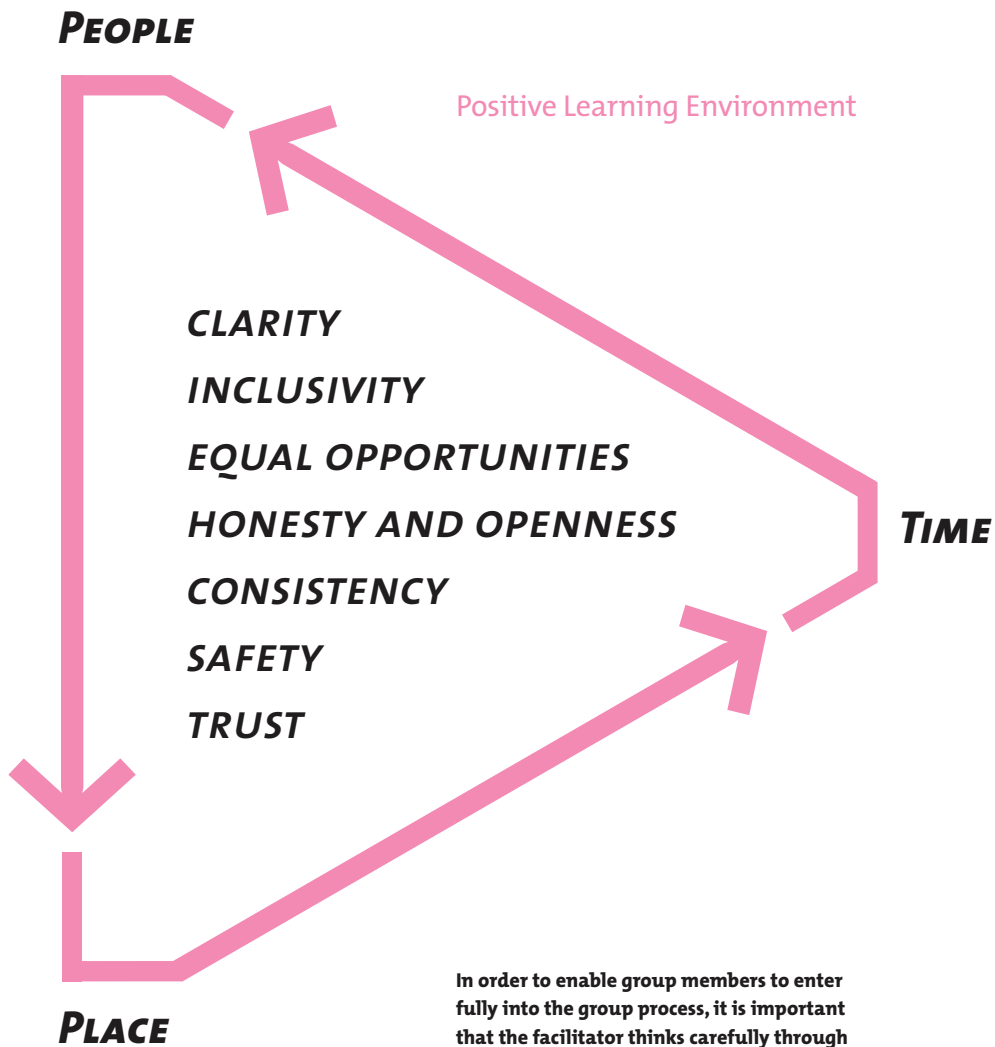 PEOPLE
Positive Learning Environment
CLARITY
INCLUSIVITY
EQUAL OPPORTUNITIES
HONESTY AND OPENNESS
TIME
CONSISTENCY
SAFETY
TRUST
PLACE
In order to enable group members to enter
fully into the group process, it is important
that the facilitator thinks carefully through